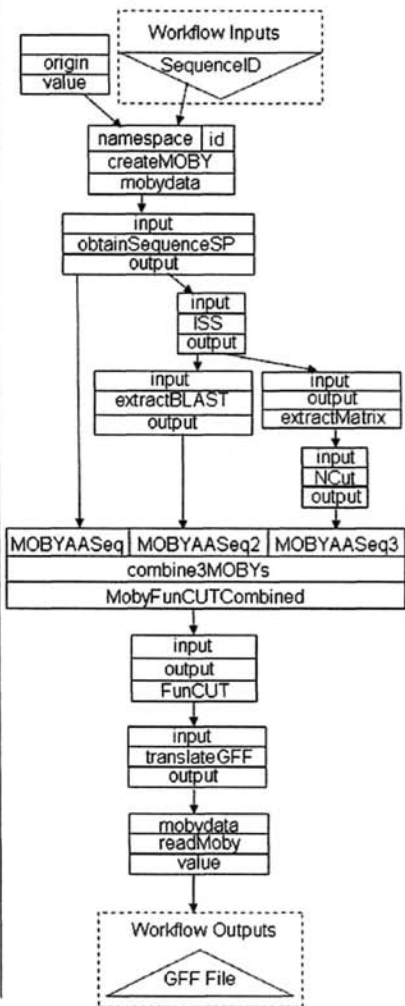 Workflow Inputs
SequenceID
origin
value
namespace id
createMOBY
mobydata
input
obtainSequenceSP
output
input
ISS
output
input
extractBLAST
output
input
output
extractMatrix
input
NCut
output
MOBYAASeq MOBYAASeq2 MOBYAASeq3
combine3MOBYs
MobyFunCUTCombined
input
output
FunCUT
input
translateGFF
output
mobydata
readMoby
value
Workflow Outputs
GFF File